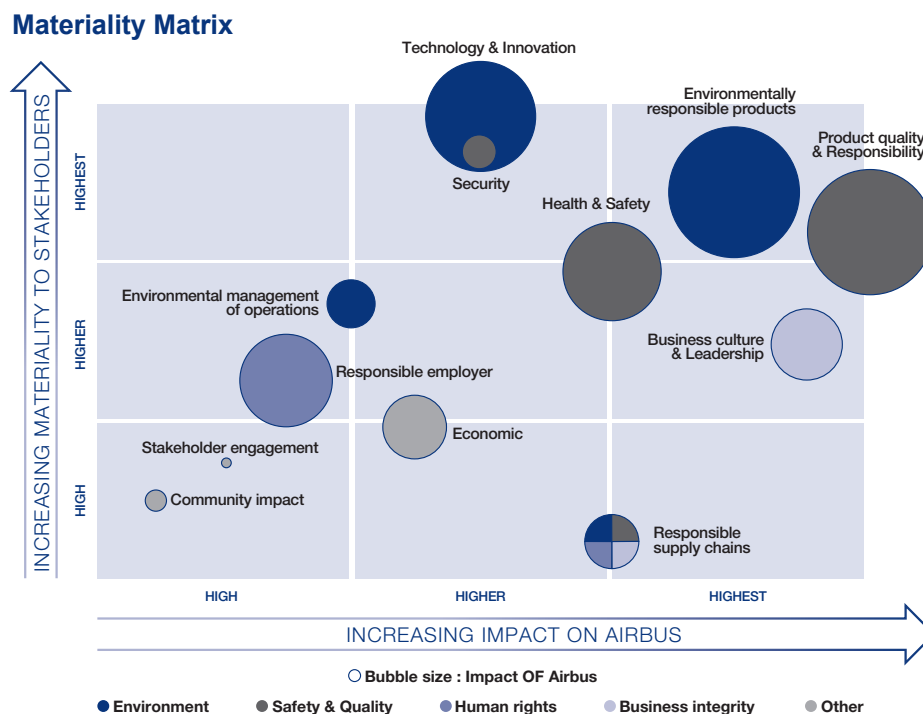 Materiality Matrix
INCREASING MATERIALITY TO STAKEHOLDERS
HIGHEST
HIGHER
HIGH
Technology & Innovation
Security
Environmentally
responsible products
Product quality
& Responsibility
Health & Safety
Environmental management
of operations
Business culture
& Leadership
Responsible employer
Economic
Stakeholder engagement
Community impact
Responsible
supply chains
HIGH
HIGHER
HIGHEST
INCREASING IMPACT ON AIRBUS
Bubble size : Impact OF Airbus
Environment
Safety & Quality
Human rights
Business integrity
Other